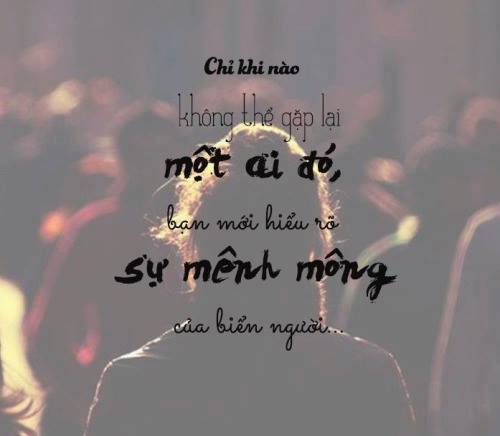 Chỉ khi nào
không thể gặp lại
một ai đó,
bạn mới hiểu rõ
sự mênh mông
của biển người...